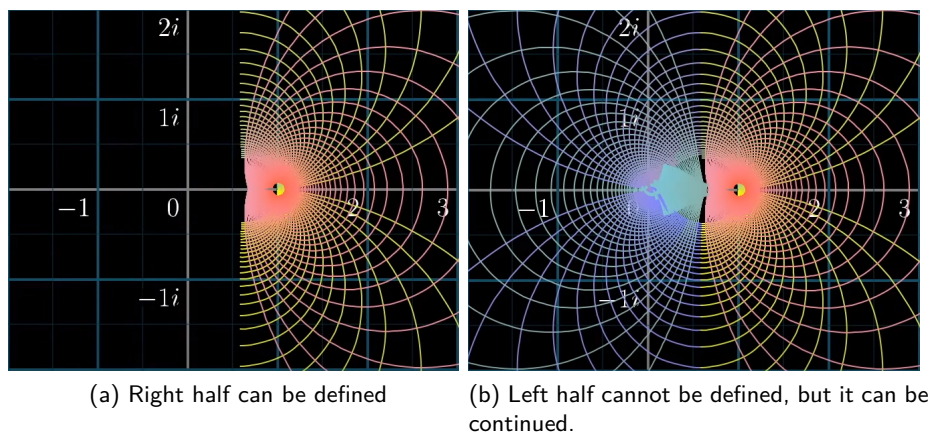 2i
1i
−1
0
2
3
−1i
(a) Right half can be defined
2i
1i
−1
2
3
−1i
(b) Left half cannot be defined, but it can be
continued.